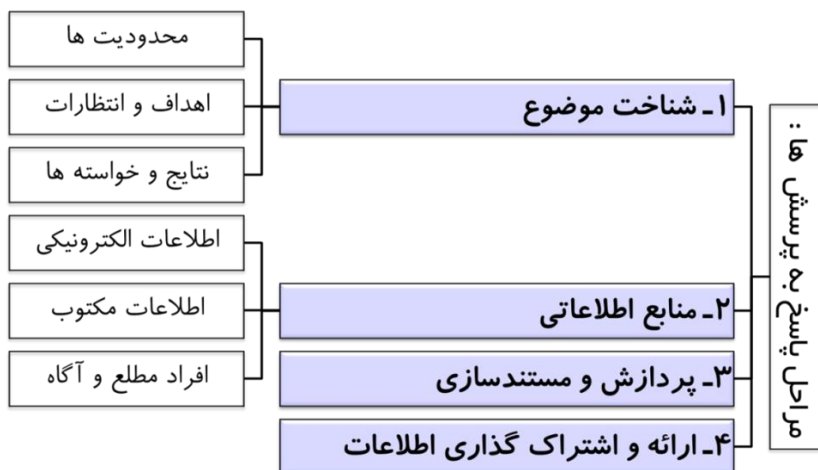 مراحل پاسخ به پرسش ها :
۱ـ شناخت موضوع
محدودیت ها
اهداف و انتظارات
نتایج و خواسته ها
۲ـ منابع اطلاعاتی
اطلاعات الکترونیکی
اطلاعات مکتوب
افراد مطلع و آگاه
۳ـ پردازش و مستندسازی
۴ـ ارائه و اشتراک گذاری اطلاعات